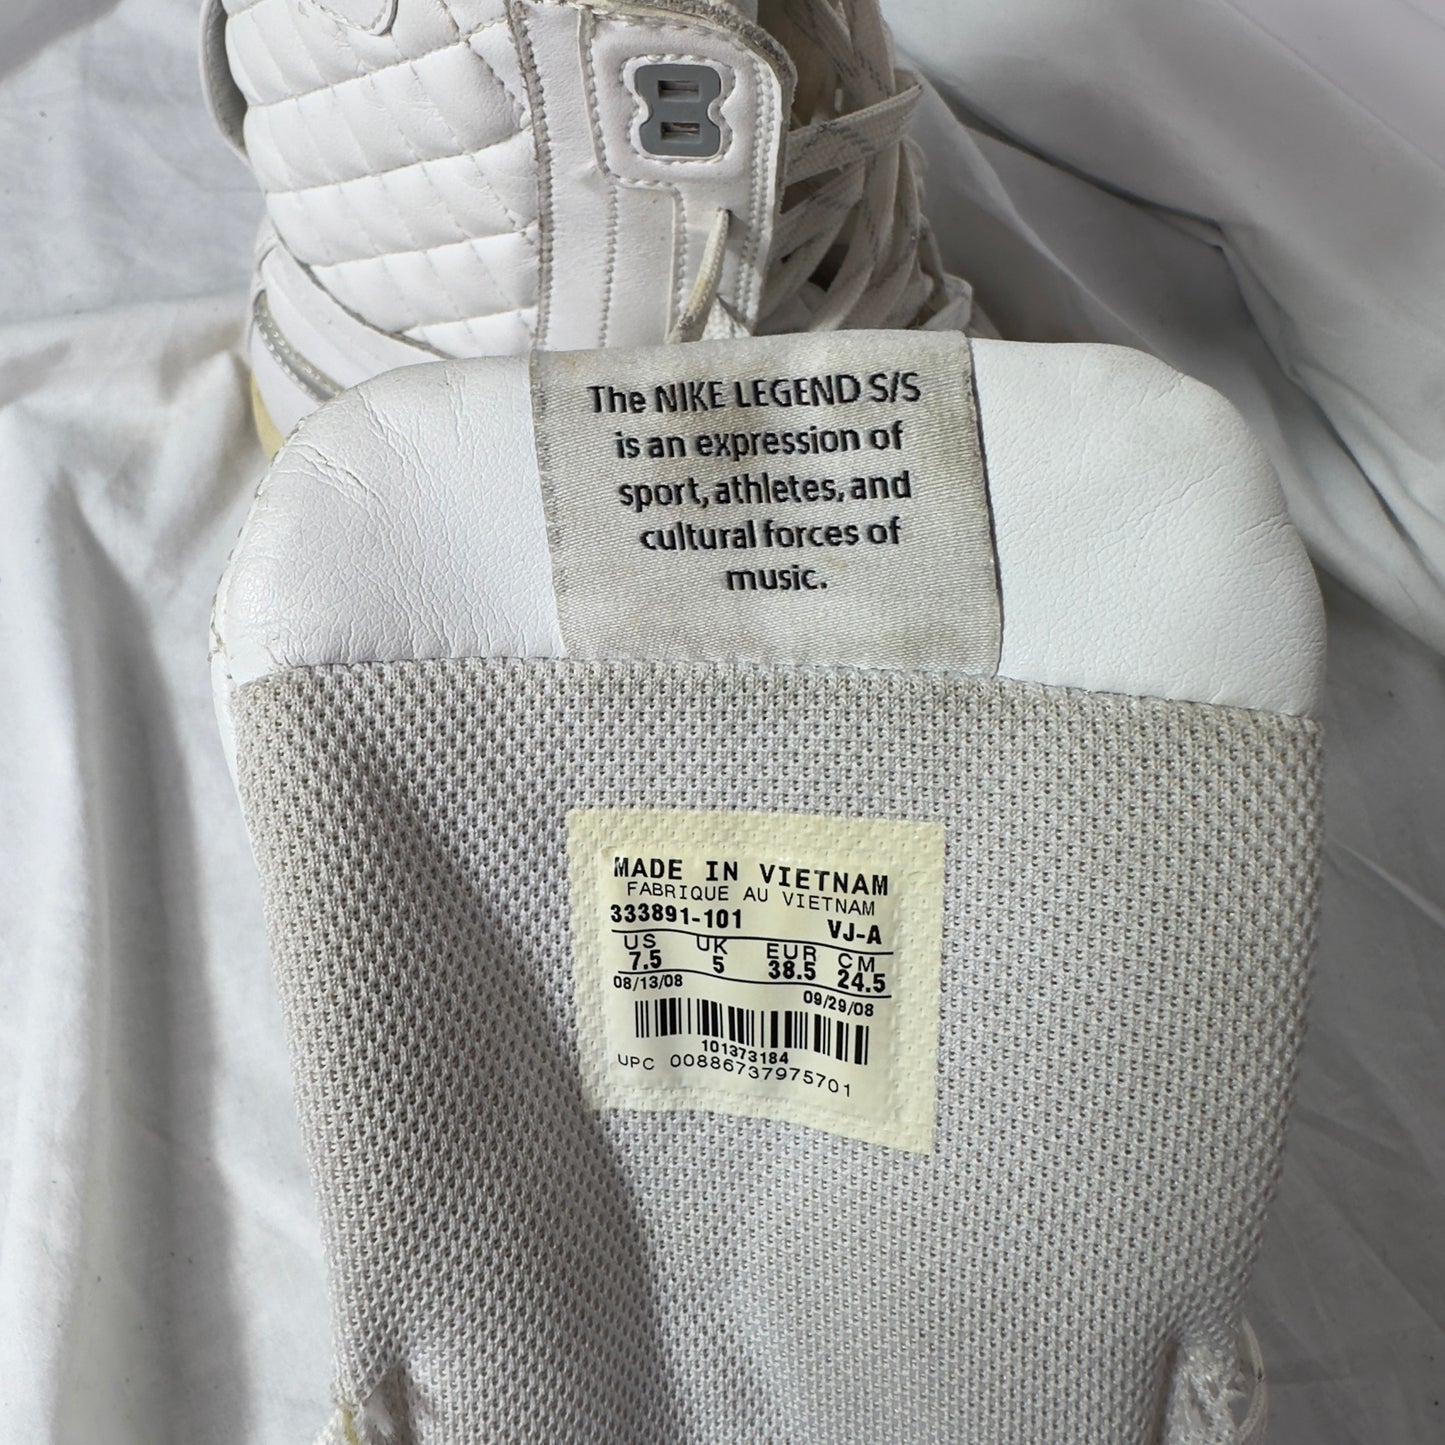 The NIKE LEGEND S/S
is an expression of
sport, athletes, and
cultural forces of
music.
MADE IN VIETNAM
FABRIQUE AU VIETNAM
333891-101 VJ-A
US UK EUR CM
7.5 5 38.5 24.5
08/13/08 09/29/08
101373184
UPC 00886737975701